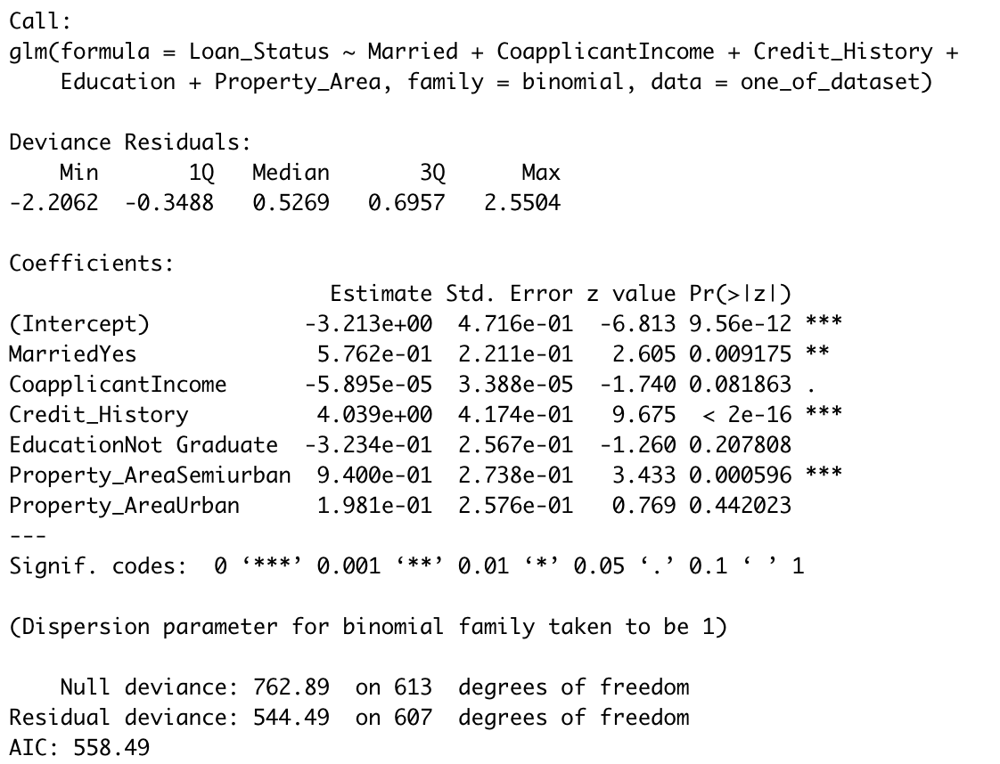 Call:
glm(formula = Loan_Status ~ Married + CoapplicantIncome + Credit_History +
    Education + Property_Area, family = binomial, data = one_of_dataset)

Deviance Residuals:
    Min       1Q   Median       3Q      Max
-2.2062  -0.3488   0.5269   0.6957   2.5504

Coefficients:
                         Estimate Std. Error z value Pr(>|z|)
(Intercept)            -3.213e+00  4.716e-01  -6.813 9.56e-12 ***
MarriedYes              5.762e-01  2.211e-01   2.605 0.009175 **
CoapplicantIncome      -5.895e-05  3.388e-05  -1.740 0.081863 .
Credit_History          4.039e+00  4.174e-01   9.675  < 2e-16 ***
EducationNot Graduate  -3.234e-01  2.567e-01  -1.260 0.207808
Property_AreaSemiurban  9.400e-01  2.738e-01   3.433 0.000596 ***
Property_AreaUrban      1.981e-01  2.576e-01   0.769 0.442023
---
Signif. codes:  0 ‘***’ 0.001 ‘**’ 0.01 ‘*’ 0.05 ‘.’ 0.1 ‘ ’ 1

(Dispersion parameter for binomial family taken to be 1)

    Null deviance: 762.89  on 613  degrees of freedom
Residual deviance: 544.49  on 607  degrees of freedom
AIC: 558.49